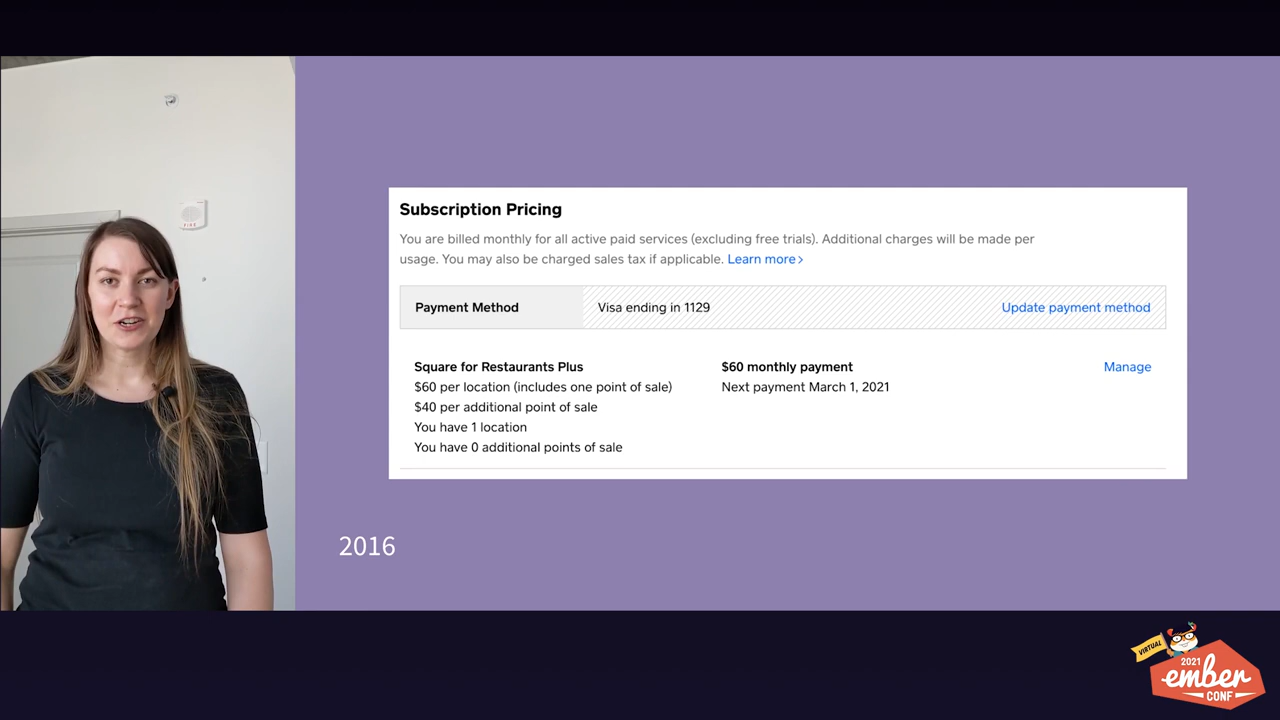 Subscription Pricing
You are billed monthly for all active paid services (excluding free trials). Additional charges will be made per
usage. You may also be charged sales tax if applicable. Learn more >
Payment Method
Visa ending in 1129
Update payment method
Square for Restaurants Plus
$60 per location (includes one point of sale)
$40 per additional point of sale
You have 1 location
You have 0 additional points of sale
$60 monthly payment
Next payment March 1, 2021
Manage
2016
FIRE
VIRTUAL
2021
ember
CONF